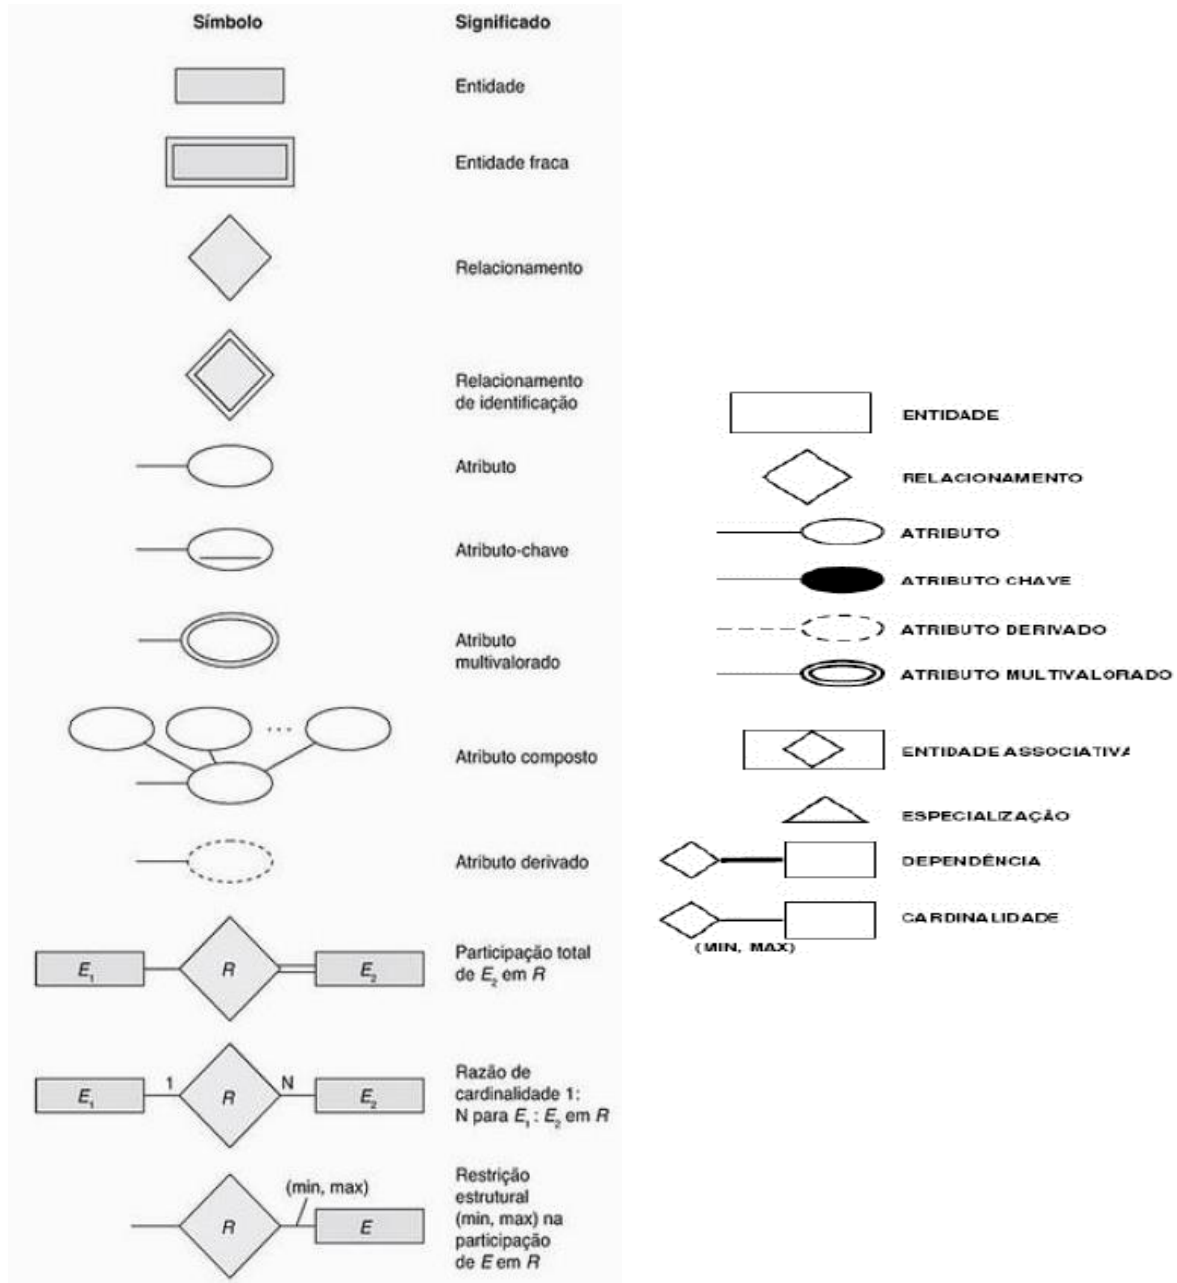 Símbolo Significado
Entidade
Entidade fraca
Relacionamento
Relacionamento
de identificação
Atributo
Atributo-chave
Atributo
multivalorado
...
Atributo composto
Atributo derivado
E1 R E2
Participação total
de E2 em R
E1 1 R N E2
Razão de
cardinalidade 1:
N para E1 : E2 em R
(min, max)
R E
Restrição
estrutural
(min, max) na
participação
de E em R
ENTIDADE
RELACIONAMENTO
ATRIBUTO
ATRIBUTO CHAVE
ATRIBUTO DERIVADO
ATRIBUTO MULTIVALORADO
ENTIDADE ASSOCIATIVA
ESPECIALIZAÇÃO
DEPENDÊNCIA
CARDINALIDADE
(MIN, MAX)